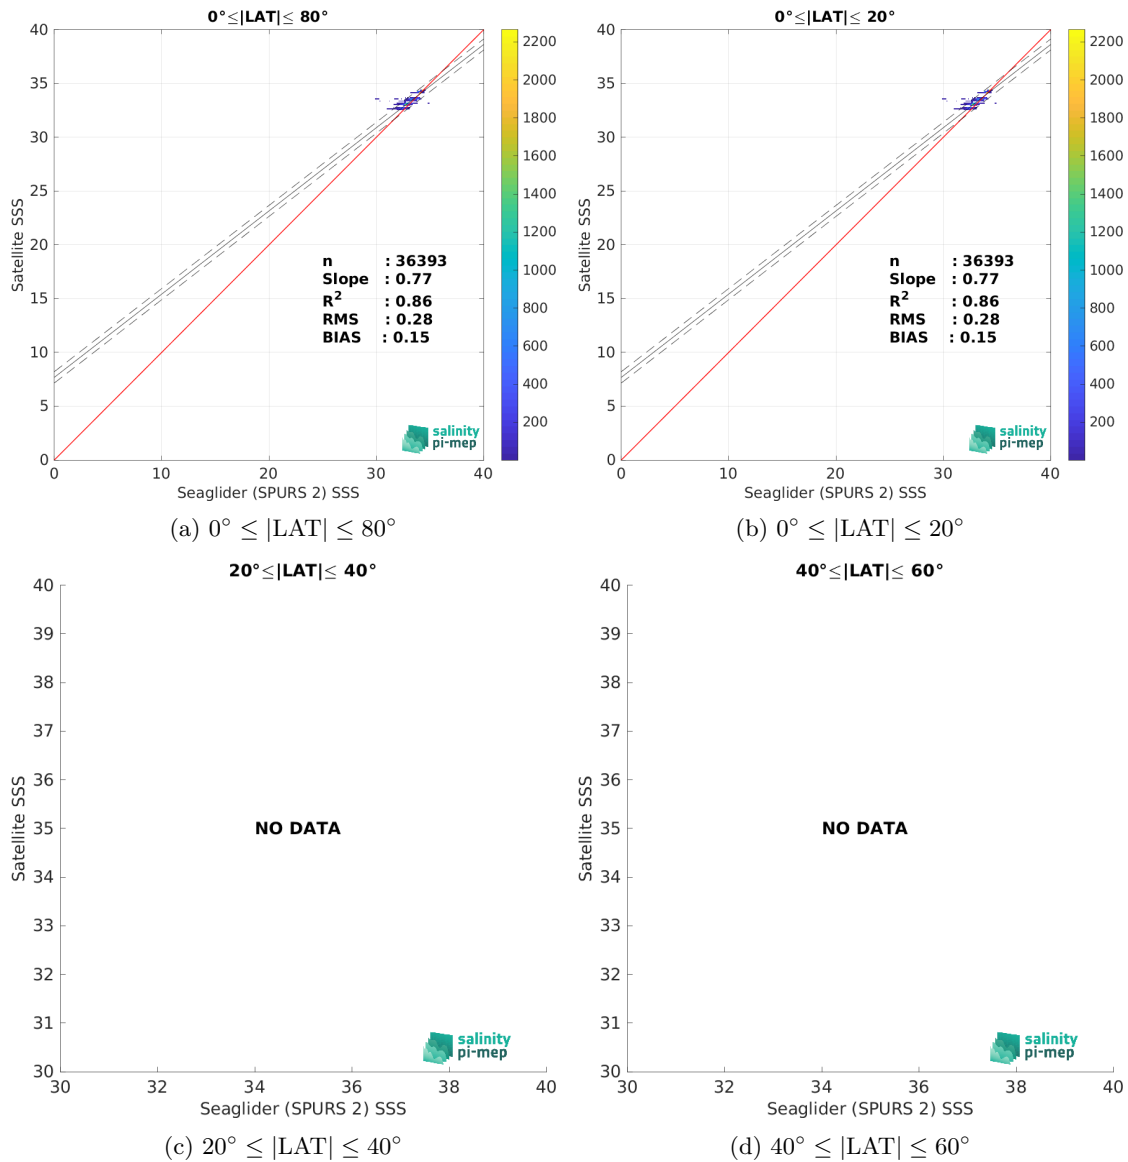 0°≤|LAT|≤ 80°
40
35
30
25
20
15
10
5
0
0
10
20
30
40
Satellite SSS
Seaglider (SPURS 2) SSS
n : 36393
Slope : 0.77
R² : 0.86
RMS : 0.28
BIAS : 0.15
salinity
pi-mep
2200
2000
1800
1600
1400
1200
1000
800
600
400
200
(a) 0° ≤ |LAT| ≤ 80°
0°≤|LAT|≤ 20°
40
35
30
25
20
15
10
5
0
0
10
20
30
40
Satellite SSS
Seaglider (SPURS 2) SSS
n : 36393
Slope : 0.77
R² : 0.86
RMS : 0.28
BIAS : 0.15
salinity
pi-mep
2200
2000
1800
1600
1400
1200
1000
800
600
400
200
(b) 0° ≤ |LAT| ≤ 20°
20°≤|LAT|≤ 40°
40
39
38
37
36
35
34
33
32
31
30
30
32
34
36
38
40
Satellite SSS
Seaglider (SPURS 2) SSS
NO DATA
salinity
pi-mep
(c) 20° ≤ |LAT| ≤ 40°
40°≤|LAT|≤ 60°
40
39
38
37
36
35
34
33
32
31
30
30
32
34
36
38
40
Satellite SSS
Seaglider (SPURS 2) SSS
NO DATA
salinity
pi-mep
(d) 40° ≤ |LAT| ≤ 60°